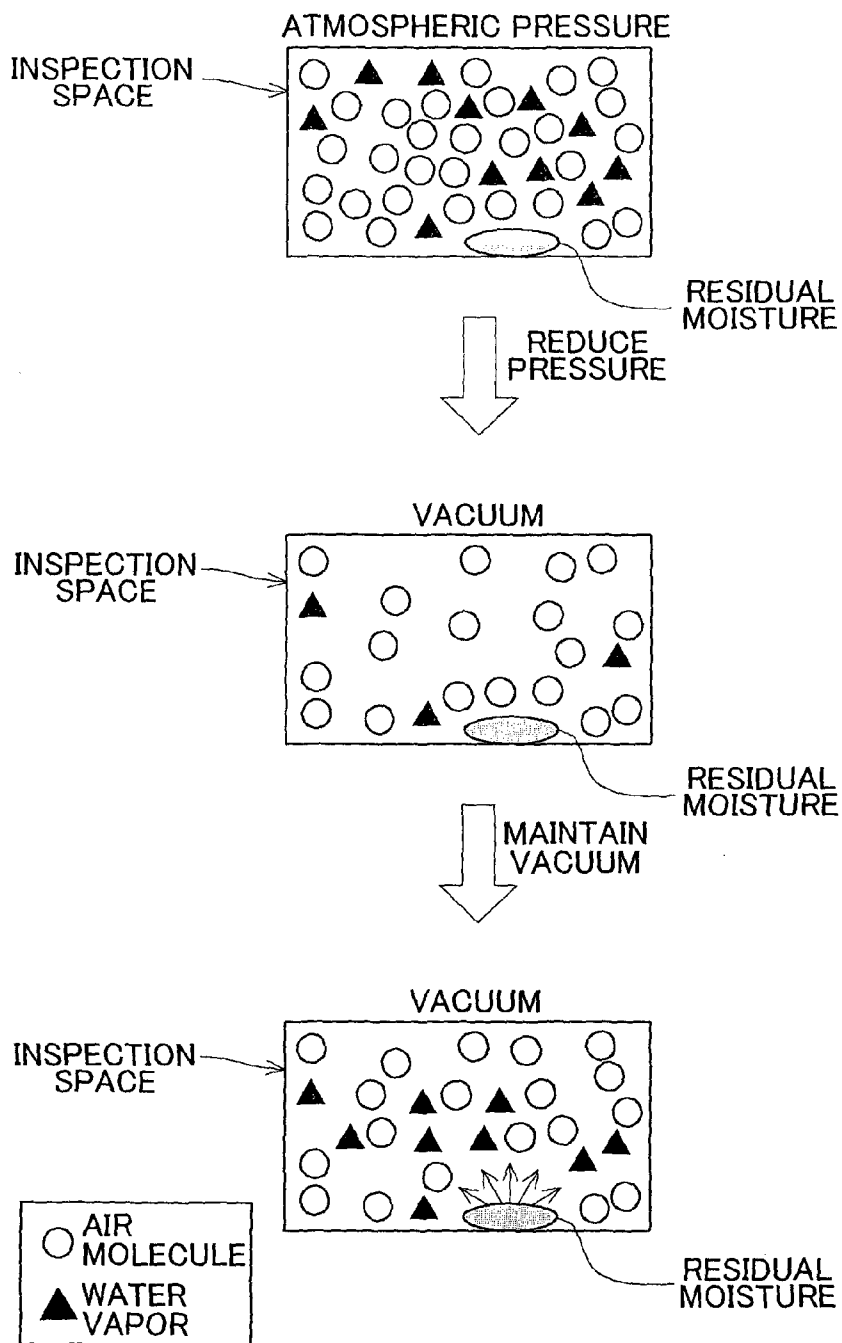 ATMOSPHERIC PRESSURE
INSPECTION
SPACE
RESIDUAL
MOISTURE
REDUCE
PRESSURE
VACUUM
INSPECTION
SPACE
RESIDUAL
MOISTURE
MAINTAIN
VACUUM
VACUUM
INSPECTION
SPACE
RESIDUAL
MOISTURE
AIR
MOLECULE
WATER
VAPOR